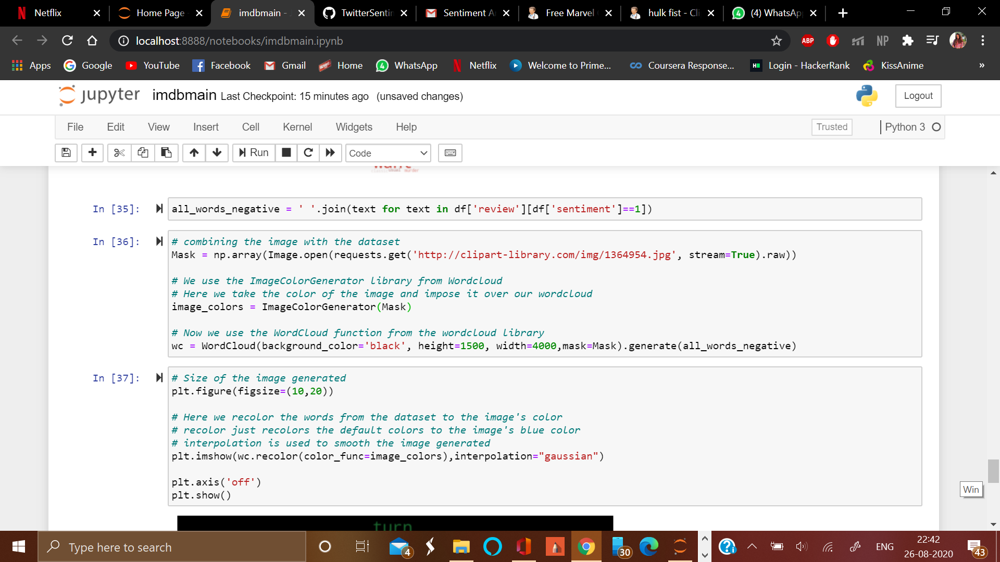 Netflix
Home Page
imdbmain -
TwitterSentin
Sentiment A
Free Marvel
hulk fist - Cli
(4) WhatsAp
localhost:8888/notebooks/imdbmain.ipynb
ABP
NP
Apps
Google
YouTube
Facebook
Gmail
Home
WhatsApp
Netflix
Welcome to Prime...
Coursera Response...
Login - HackerRank
KissAnime
»
jupyter imdbmain Last Checkpoint: 15 minutes ago (unsaved changes)
Logout
File Edit View Insert Cell Kernel Widgets Help
Trusted
Python 3
Run
Code
usual murder
In [35]:
all_words_negative = ' '.join(text for text in df['review'][df['sentiment']==1])
In [36]:
# combining the image with the dataset
Mask = np.array(Image.open(requests.get('http://clipart-library.com/img/1364954.jpg', stream=True).raw))
# We use the ImageColorGenerator library from Wordcloud
# Here we take the color of the image and impose it over our wordcloud
image_colors = ImageColorGenerator(Mask)
# Now we use the WordCloud function from the wordcloud library
wc = WordCloud(background_color='black', height=1500, width=4000,mask=Mask).generate(all_words_negative)
In [37]:
# Size of the image generated
plt.figure(figsize=(10,20))
# Here we recolor the words from the dataset to the image's color
# recolor just recolors the default colors to the image's blue color
# interpolation is used to smooth the image generated
plt.imshow(wc.recolor(color_func=image_colors),interpolation="gaussian")
plt.axis('off')
plt.show()
turn
Win
Type here to search
4
30
ENG
22:42
26-08-2020
43